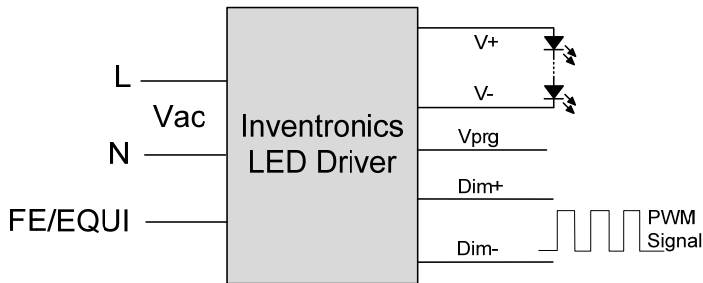 L
Vac
N
FE/EQUI
Inventronics
LED Driver
V+
V-
Vprg
Dim+
Dim-
PWM
Signal